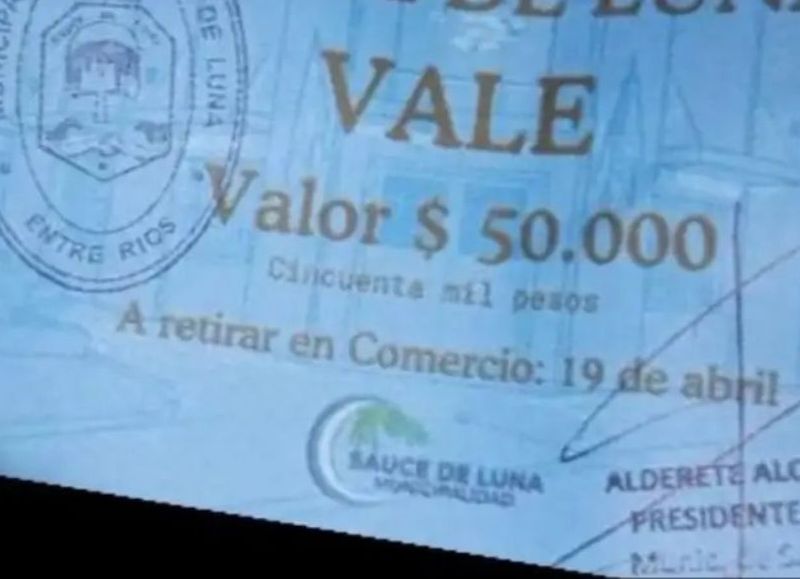 DE LUNA
ENTRE RIOS
VALE
Valor $ 50.000
Cincuenta mil pesos
A retirar en Comercio: 19 de abril
SAUCE DE LUNA
MUNICIPALIDAD
ALDERETE
PRESIDENTE